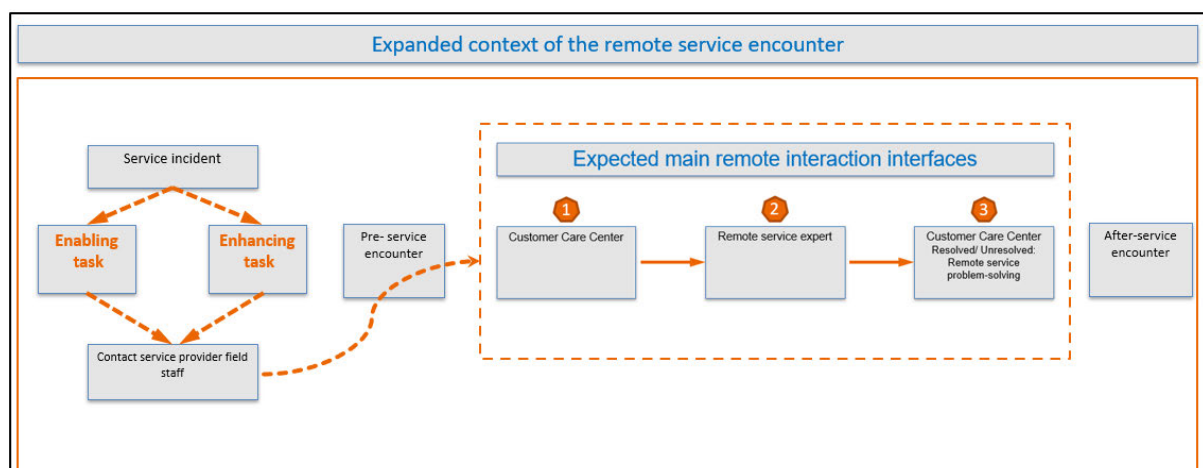 Expanded context of the remote service encounter
Service incident
Enabling
task
Enhancing
task
Contact service provider field
staff
Pre- service
encounter
Expected main remote interaction interfaces
1
Customer Care Center
2
Remote service expert
3
Customer Care Center
Resolved/ Unresolved:
Remote service
problem-solving
After-service
encounter